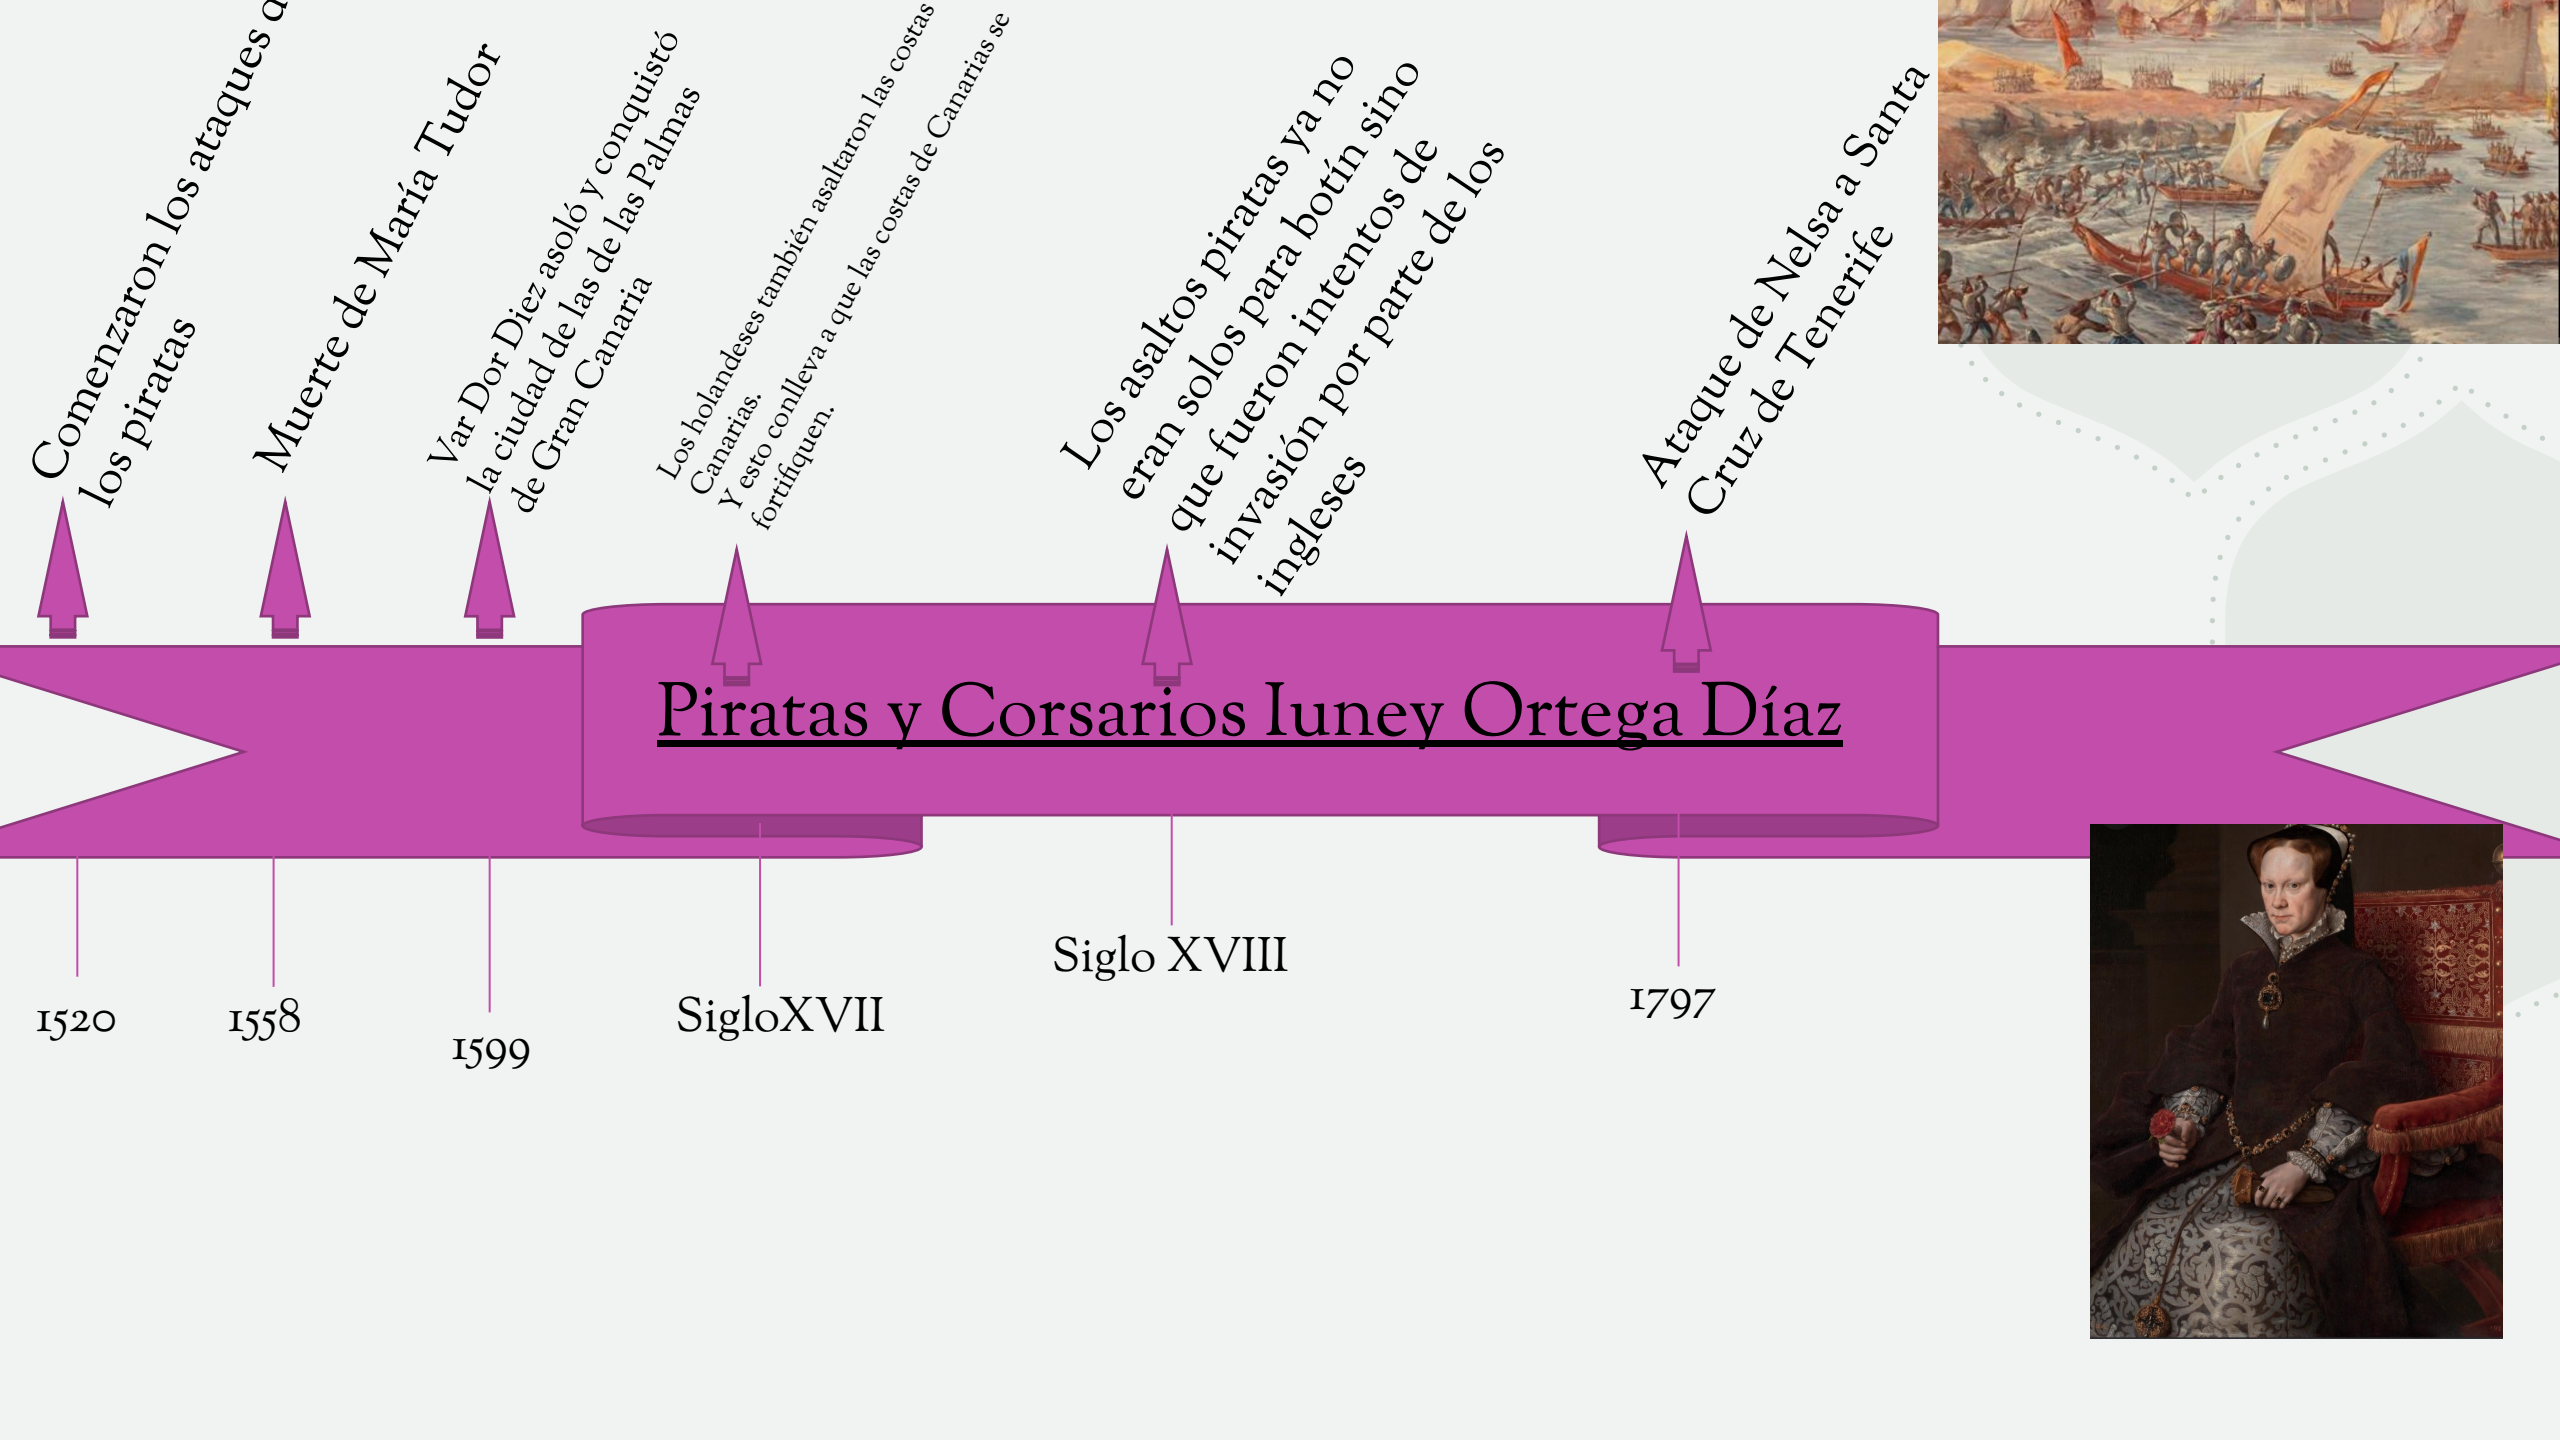 Comenzaron los ataques d
los piratas
Muerte de María Tudor
Var Dor Diez asoló y conquistó
la ciudad de las de las Palmas
de Gran Canaria
Los holandeses también asaltaron las costas
Canarias.
Y esto conlleva a que las costas de Canarias se
fortifiquen.
Los asaltos piratas ya no
eran solos para botín sino
que fueron intentos de
invasión por parte de los
ingleses
Ataque de Nelsa a Santa
Cruz de Tenerife
Piratas y Corsarios Iuney Ortega Díaz
1520
1558
1599
SigloXVII
Siglo XVIII
1797